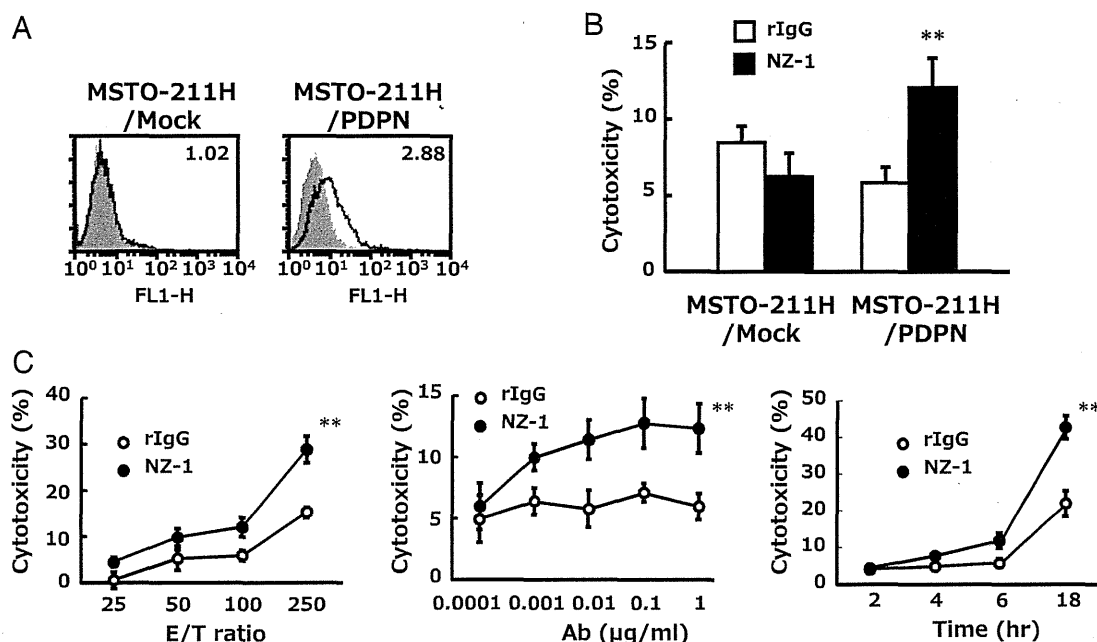 A
MSTO-211H
/Mock
MSTO-211H
/PDPN
1.02
2.88
10⁰ 10¹ 10² 10³ 10⁴
10⁰ 10¹ 10² 10³ 10⁴
FL1-H
FL1-H
B
rIgG
NZ-1
**
Cytotoxicity (%)
15
10
5
0
MSTO-211H
/Mock
MSTO-211H
/PDPN
C
Cytotoxicity (%)
40
30
20
10
0
rIgG
NZ-1
**
25 50 100 250
E/T ratio
Cytotoxicity (%)
15
10
5
0
rIgG
NZ-1
**
0.0001 0.001 0.01 0.1 1
Ab (μg/ml)
Cytotoxicity (%)
50
40
30
20
10
0
rIgG
NZ-1
**
2 4 6 18
Time (hr)